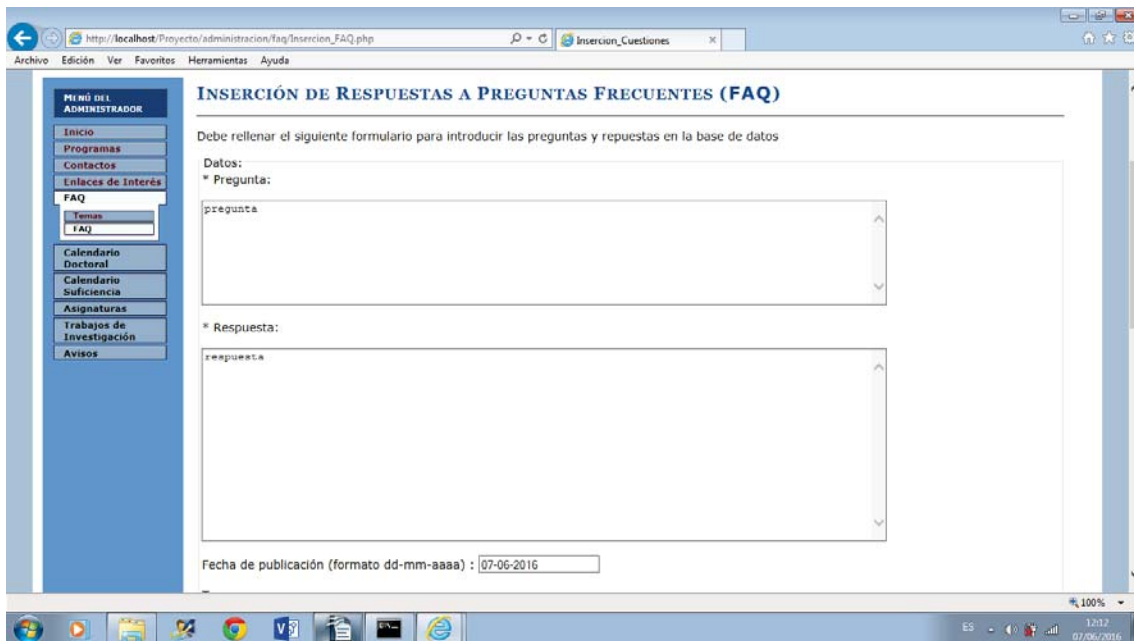 http://localhost/Proyecto/administracion/faq/Insercion_FAQ.php
Insercion_Cuestiones
Archivo Edición Ver Favoritos Herramientas Ayuda
MENÚ DEL
ADMINISTRADOR
Inicio
Programas
Contactos
Enlaces de Interés
FAQ
Temas
FAQ
Calendario
Doctoral
Calendario
Suficiencia
Asignaturas
Trabajos de
Investigación
Avisos
INSERCIÓN DE RESPUESTAS A PREGUNTAS FRECUENTES (FAQ)
Debe rellenar el siguiente formulario para introducir las preguntas y repuestas en la base de datos
Datos:
* Pregunta:
pregunta
* Respuesta:
respuesta
Fecha de publicación (formato dd-mm-aaaa) : 07-06-2016
100%
ES
12:12
07/06/2016